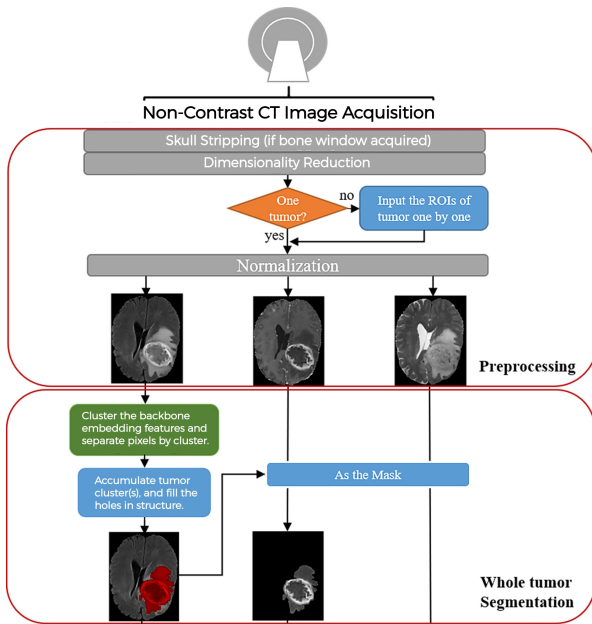 Non-Contrast CT Image Acquisition
Skull Stripping (if bone window acquired)
Dimensionality Reduction
One
tumor?
no
Input the ROIs of
tumor one by one
yes
Normalization
Preprocessing
Cluster the backbone
embedding features and
separate pixels by cluster.
Accumulate tumor
cluster(s), and fill the
holes in structure.
As the Mask
Whole tumor
Segmentation